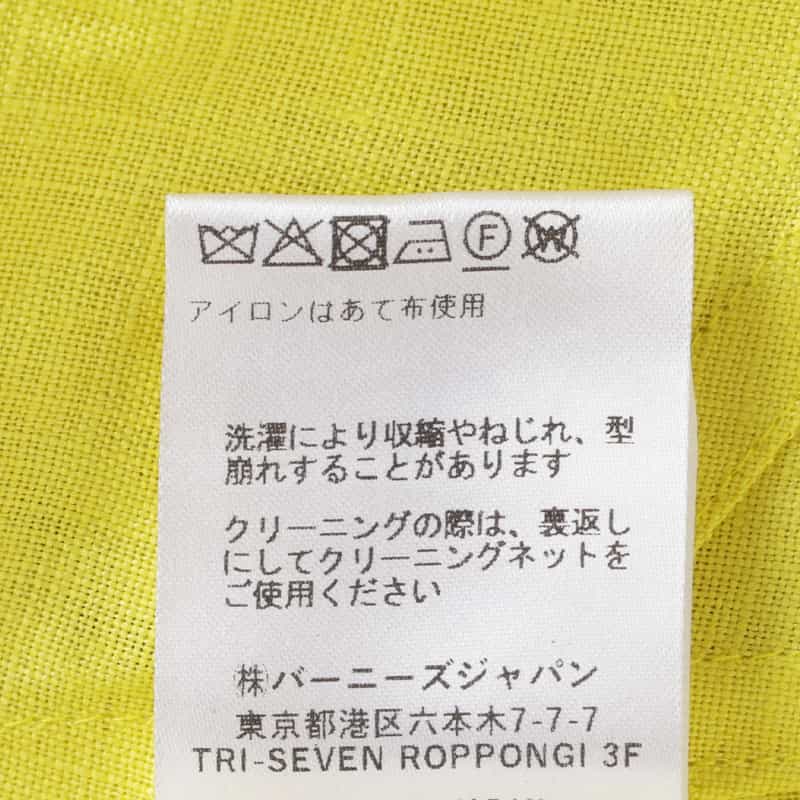 F W
アイロンはあて布使用
洗濯により収縮やねじれ、型
崩れすることがあります
クリーニングの際は、裏返し
にしてクリーニングネットを
ご使用ください
㈱バーニーズジャパン
東京都港区六本木7-7-7
TRI-SEVEN ROPPONGI 3F